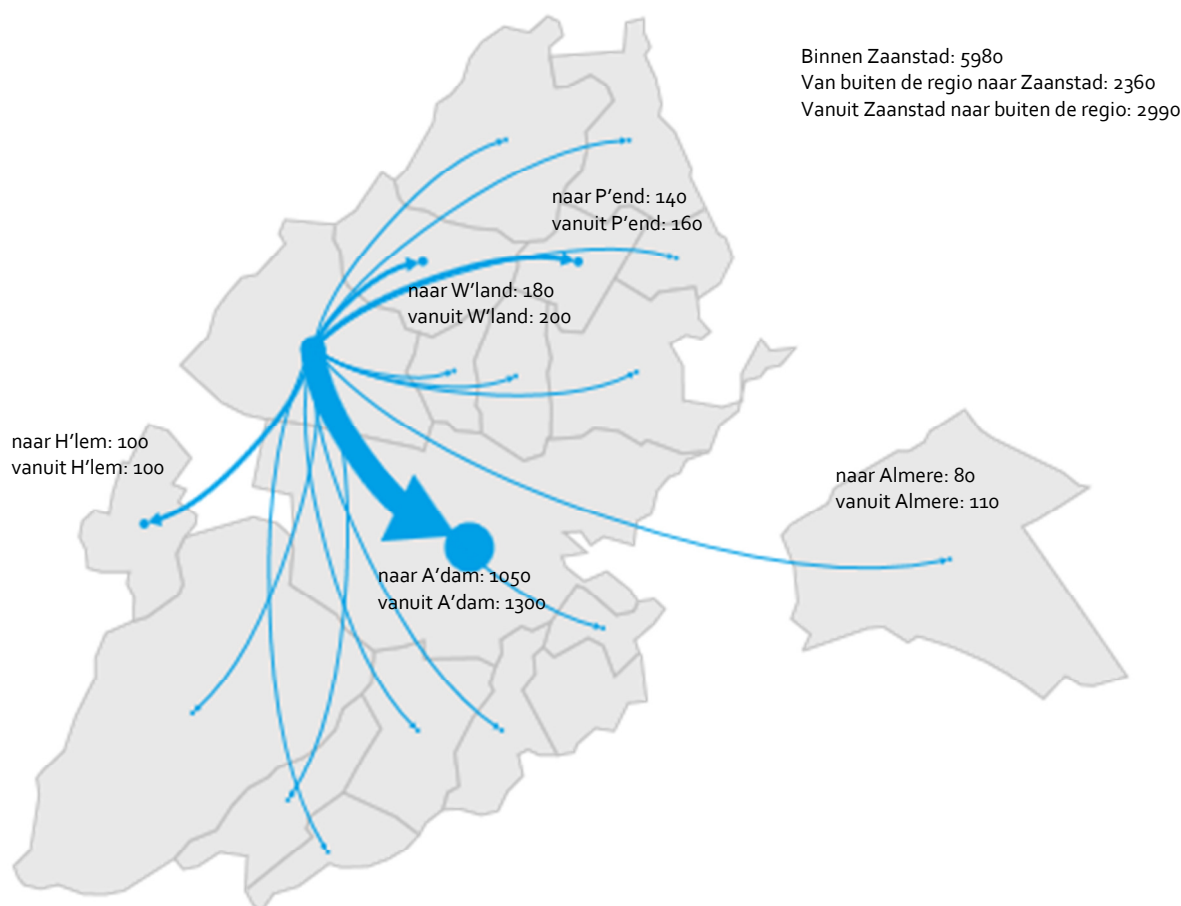 Binnen Zaanstad: 5980
Van buiten de regio naar Zaanstad: 2360
Vanuit Zaanstad naar buiten de regio: 2990
naar P'end: 140
vanuit P'end: 160
naar W'land: 180
vanuit W'land: 200
naar H'lem: 100
vanuit H'lem: 100
naar Almere: 80
vanuit Almere: 110
naar A'dam: 1050
vanuit A'dam: 1300